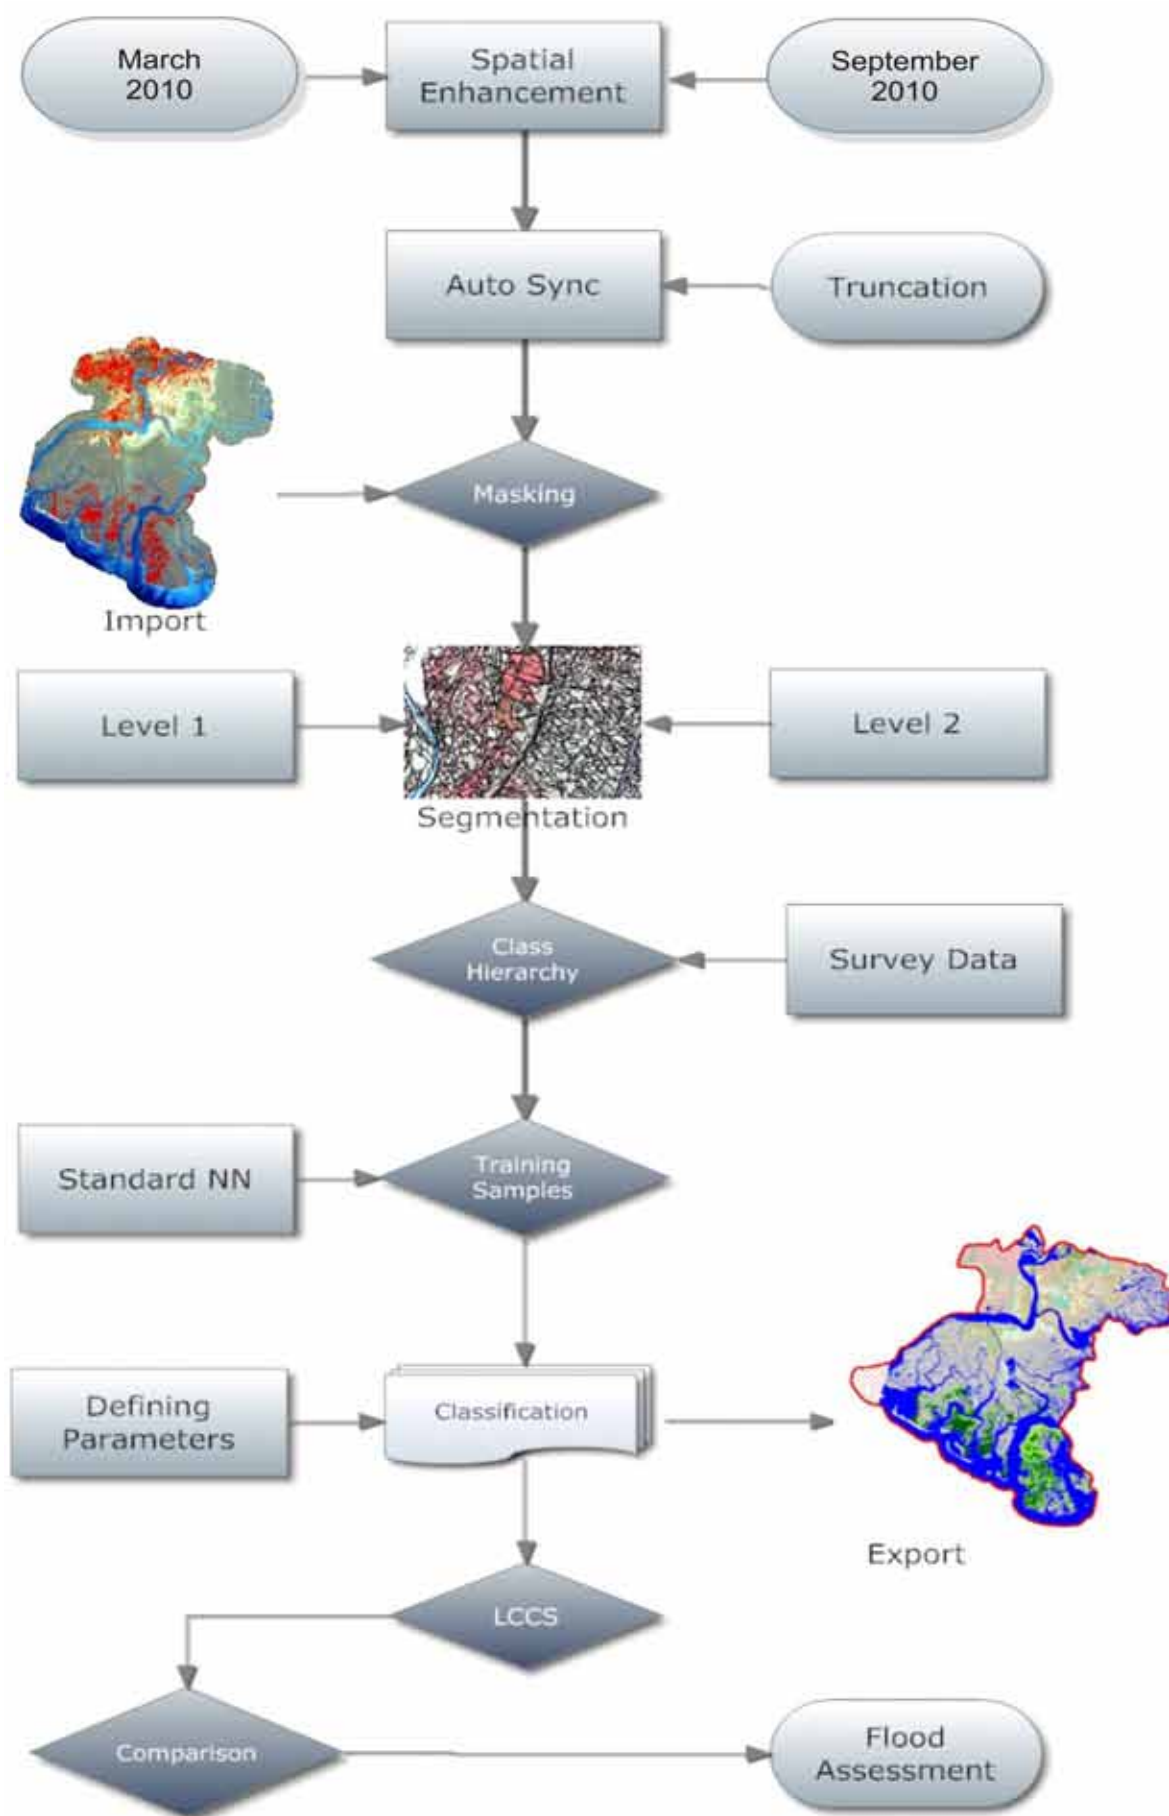 March
2010
Spatial
Enhancement
September
2010
Auto Sync
Truncation
Masking
Import
Level 1
Level 2
Segmentation
Class
Hierarchy
Survey Data
Standard NN
Training
Samples
Defining
Parameters
Classification
Export
LCCS
Comparison
Flood
Assessment